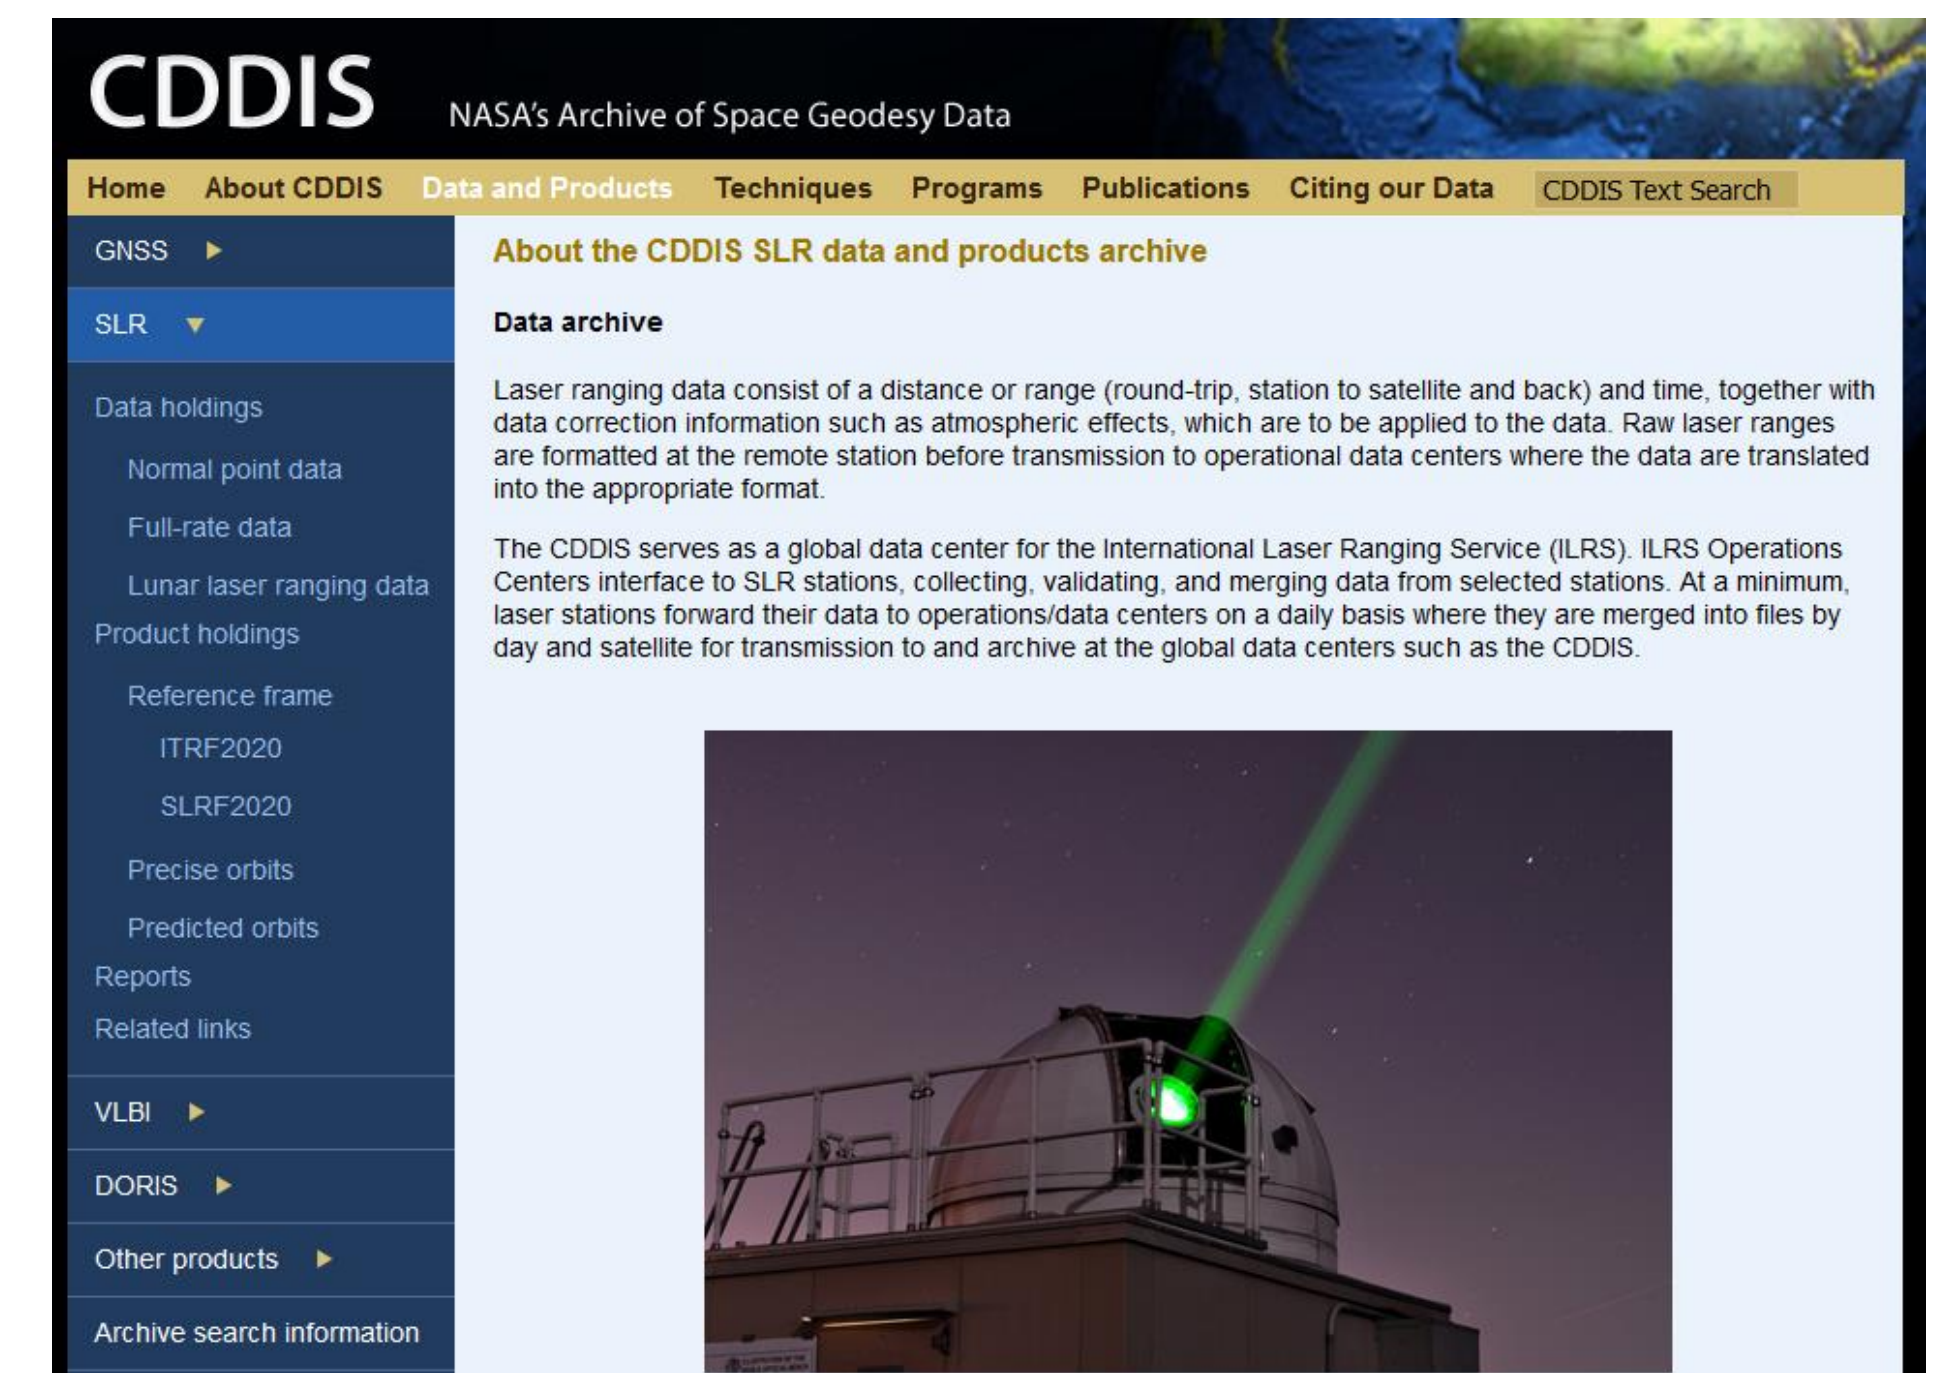 CDDIS
NASA's Archive of Space Geodesy Data
Home About CDDIS Data and Products Techniques Programs Publications Citing our Data CDDIS Text Search
GNSS
SLR
Data holdings
Normal point data
Full-rate data
Lunar laser ranging data
Product holdings
Reference frame
ITRF2020
SLRF2020
Precise orbits
Predicted orbits
Reports
Related links
VLBI
DORIS
Other products
Archive search information
About the CDDIS SLR data and products archive
Data archive
Laser ranging data consist of a distance or range (round-trip, station to satellite and back) and time, together with
data correction information such as atmospheric effects, which are to be applied to the data. Raw laser ranges
are formatted at the remote station before transmission to operational data centers where the data are translated
into the appropriate format.
The CDDIS serves as a global data center for the International Laser Ranging Service (ILRS). ILRS Operations
Centers interface to SLR stations, collecting, validating, and merging data from selected stations. At a minimum,
laser stations forward their data to operations/data centers on a daily basis where they are merged into files by
day and satellite for transmission to and archive at the global data centers such as the CDDIS.